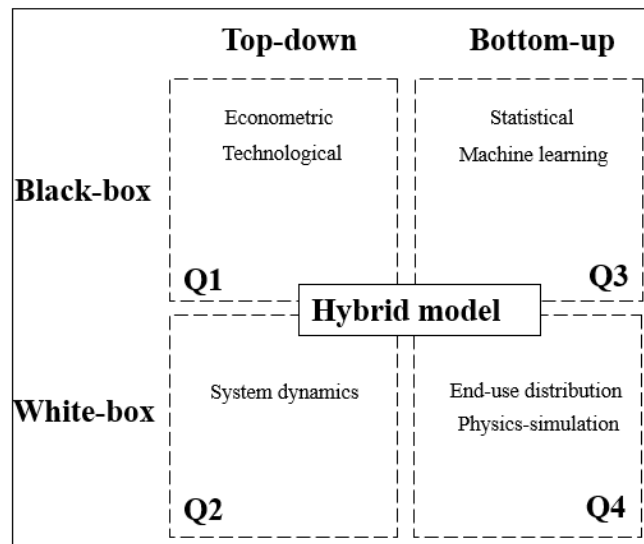 Top-down
Bottom-up
Black-box
Econometric
Technological
Q1
Statistical
Machine learning
Q3
Hybrid model
White-box
System dynamics
Q2
End-use distribution
Physics-simulation
Q4